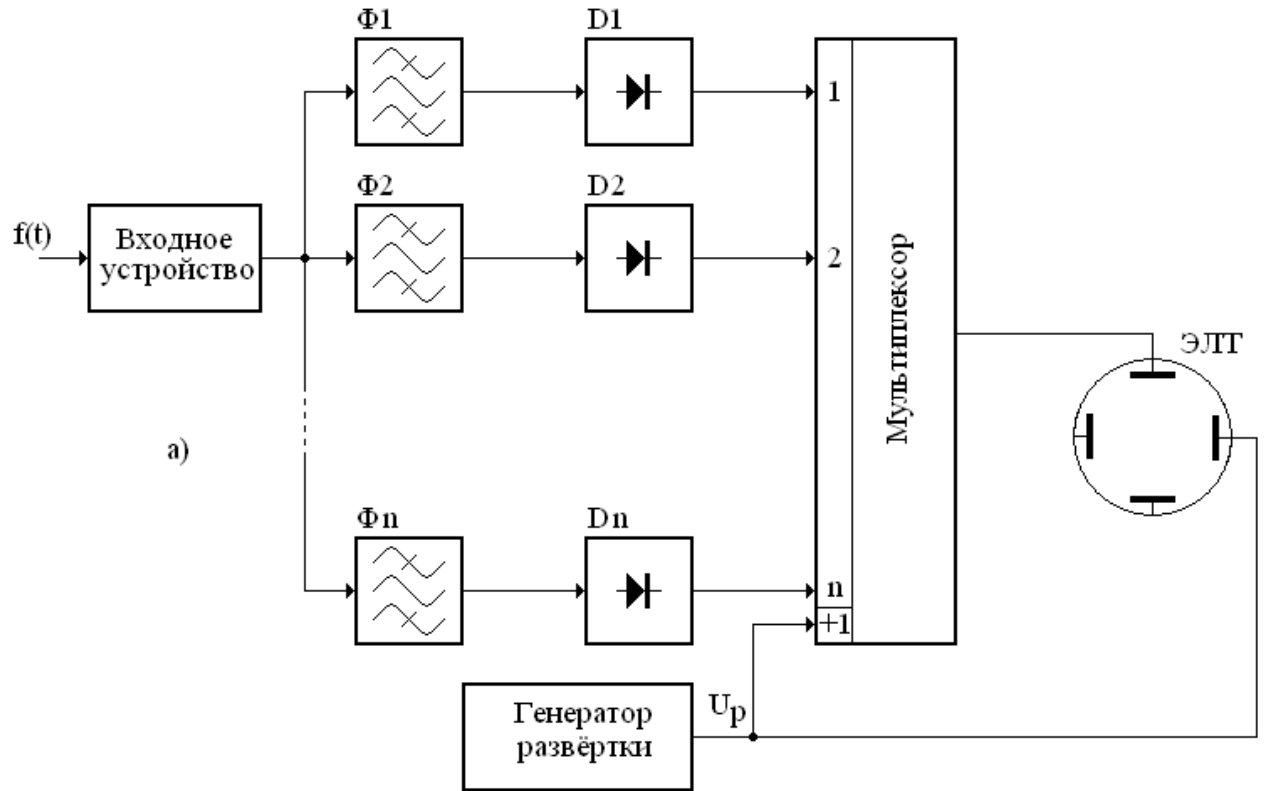 Ф1
D1
1
Ф2
D2
f(t)
Входное
устройство
2
Мультиплексор
ЭЛТ
а)
Фn
Dn
n
+1
Генератор
развёртки
Uр